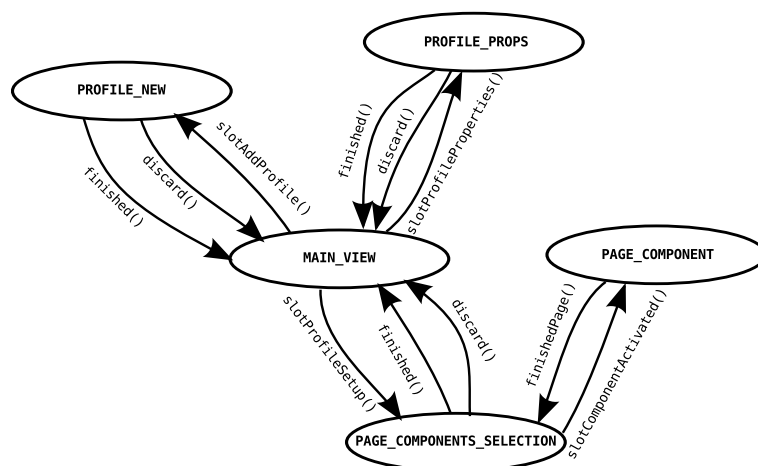 PROFILE_PROPS
PROFILE_NEW
finished()
discard()
slotProfileProperties()
slotAddProfile()
discard()
finished()
MAIN_VIEW
PAGE_COMPONENT
slotProfileSetup()
finished()
discard()
finishedPage()
slotComponentActivated()
PAGE_COMPONENTS_SELECTION